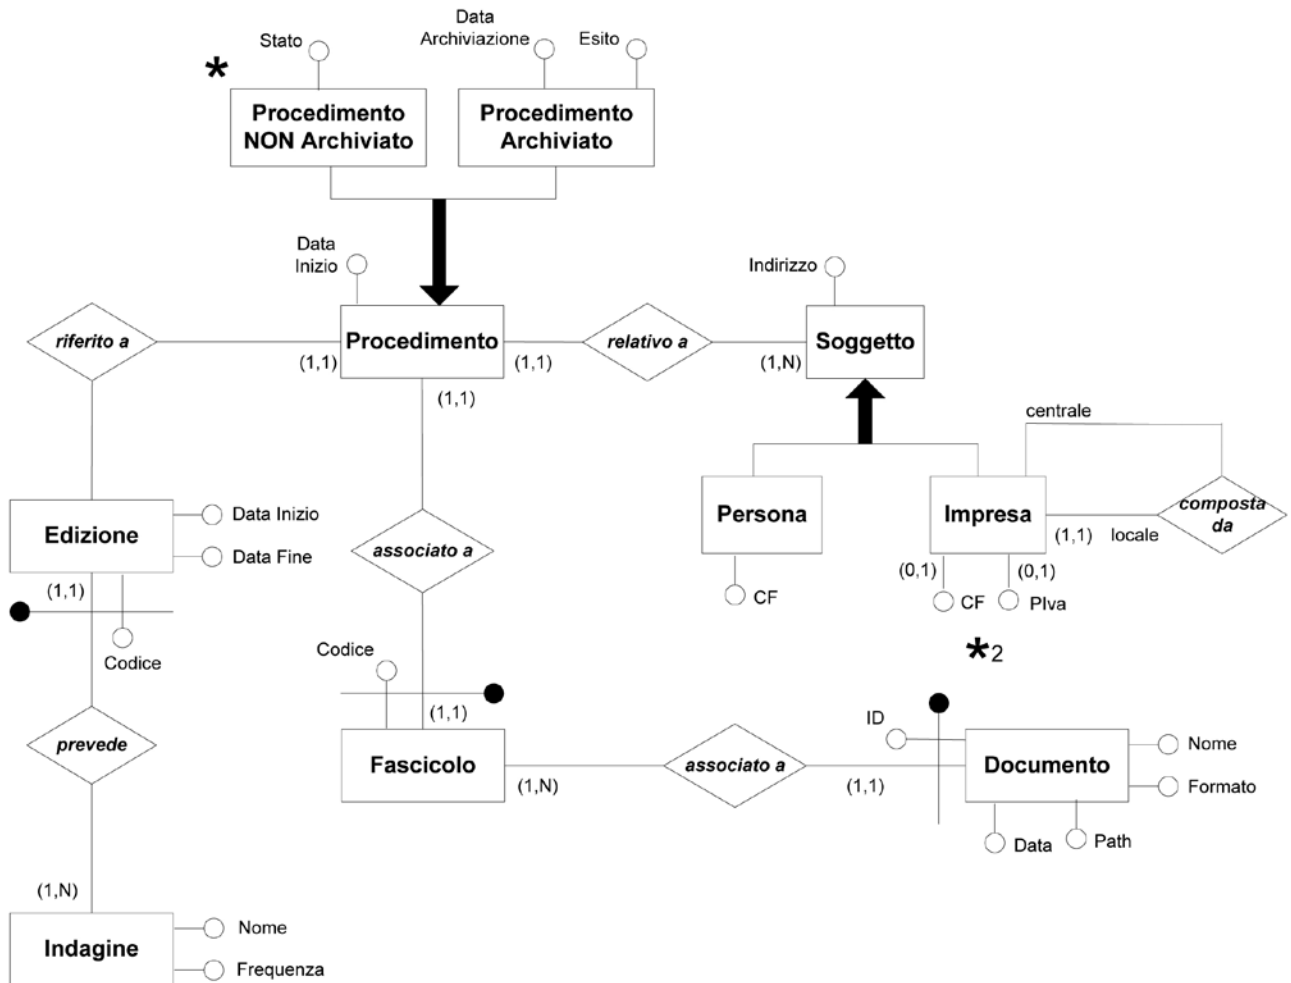 Stato
Data
Archiviazione
Esito
*
Procedimento
NON Archiviato
Procedimento
Archiviato
Data
Inizio
Indirizzo
riferito a
(1,1)
Procedimento
(1,1)
(1,1)
relativo a
(1,N)
Soggetto
centrale
Edizione
Data Inizio
Data Fine
(1,1)
Codice
associato a
Persona
CF
Impresa
(1,1)
locale
composta
da
(0,1)
(0,1)
CF
PIva
*2
Codice
(1,1)
prevede
Fascicolo
(1,N)
associato a
(1,1)
ID
Documento
Nome
Formato
Data
Path
(1,N)
Indagine
Nome
Frequenza